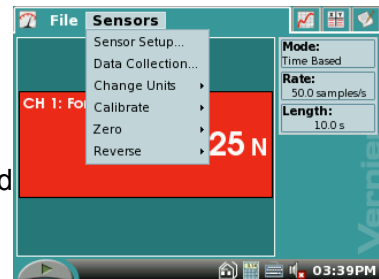 File Sensors
Sensor Setup...
Data Collection...
Change Units
Calibrate
Zero
Reverse
CH 1: Fo
25 N
Mode:
Time Based
Rate:
50.0 samples/s
Length:
10.0 s
d
Vernier
03:39PM